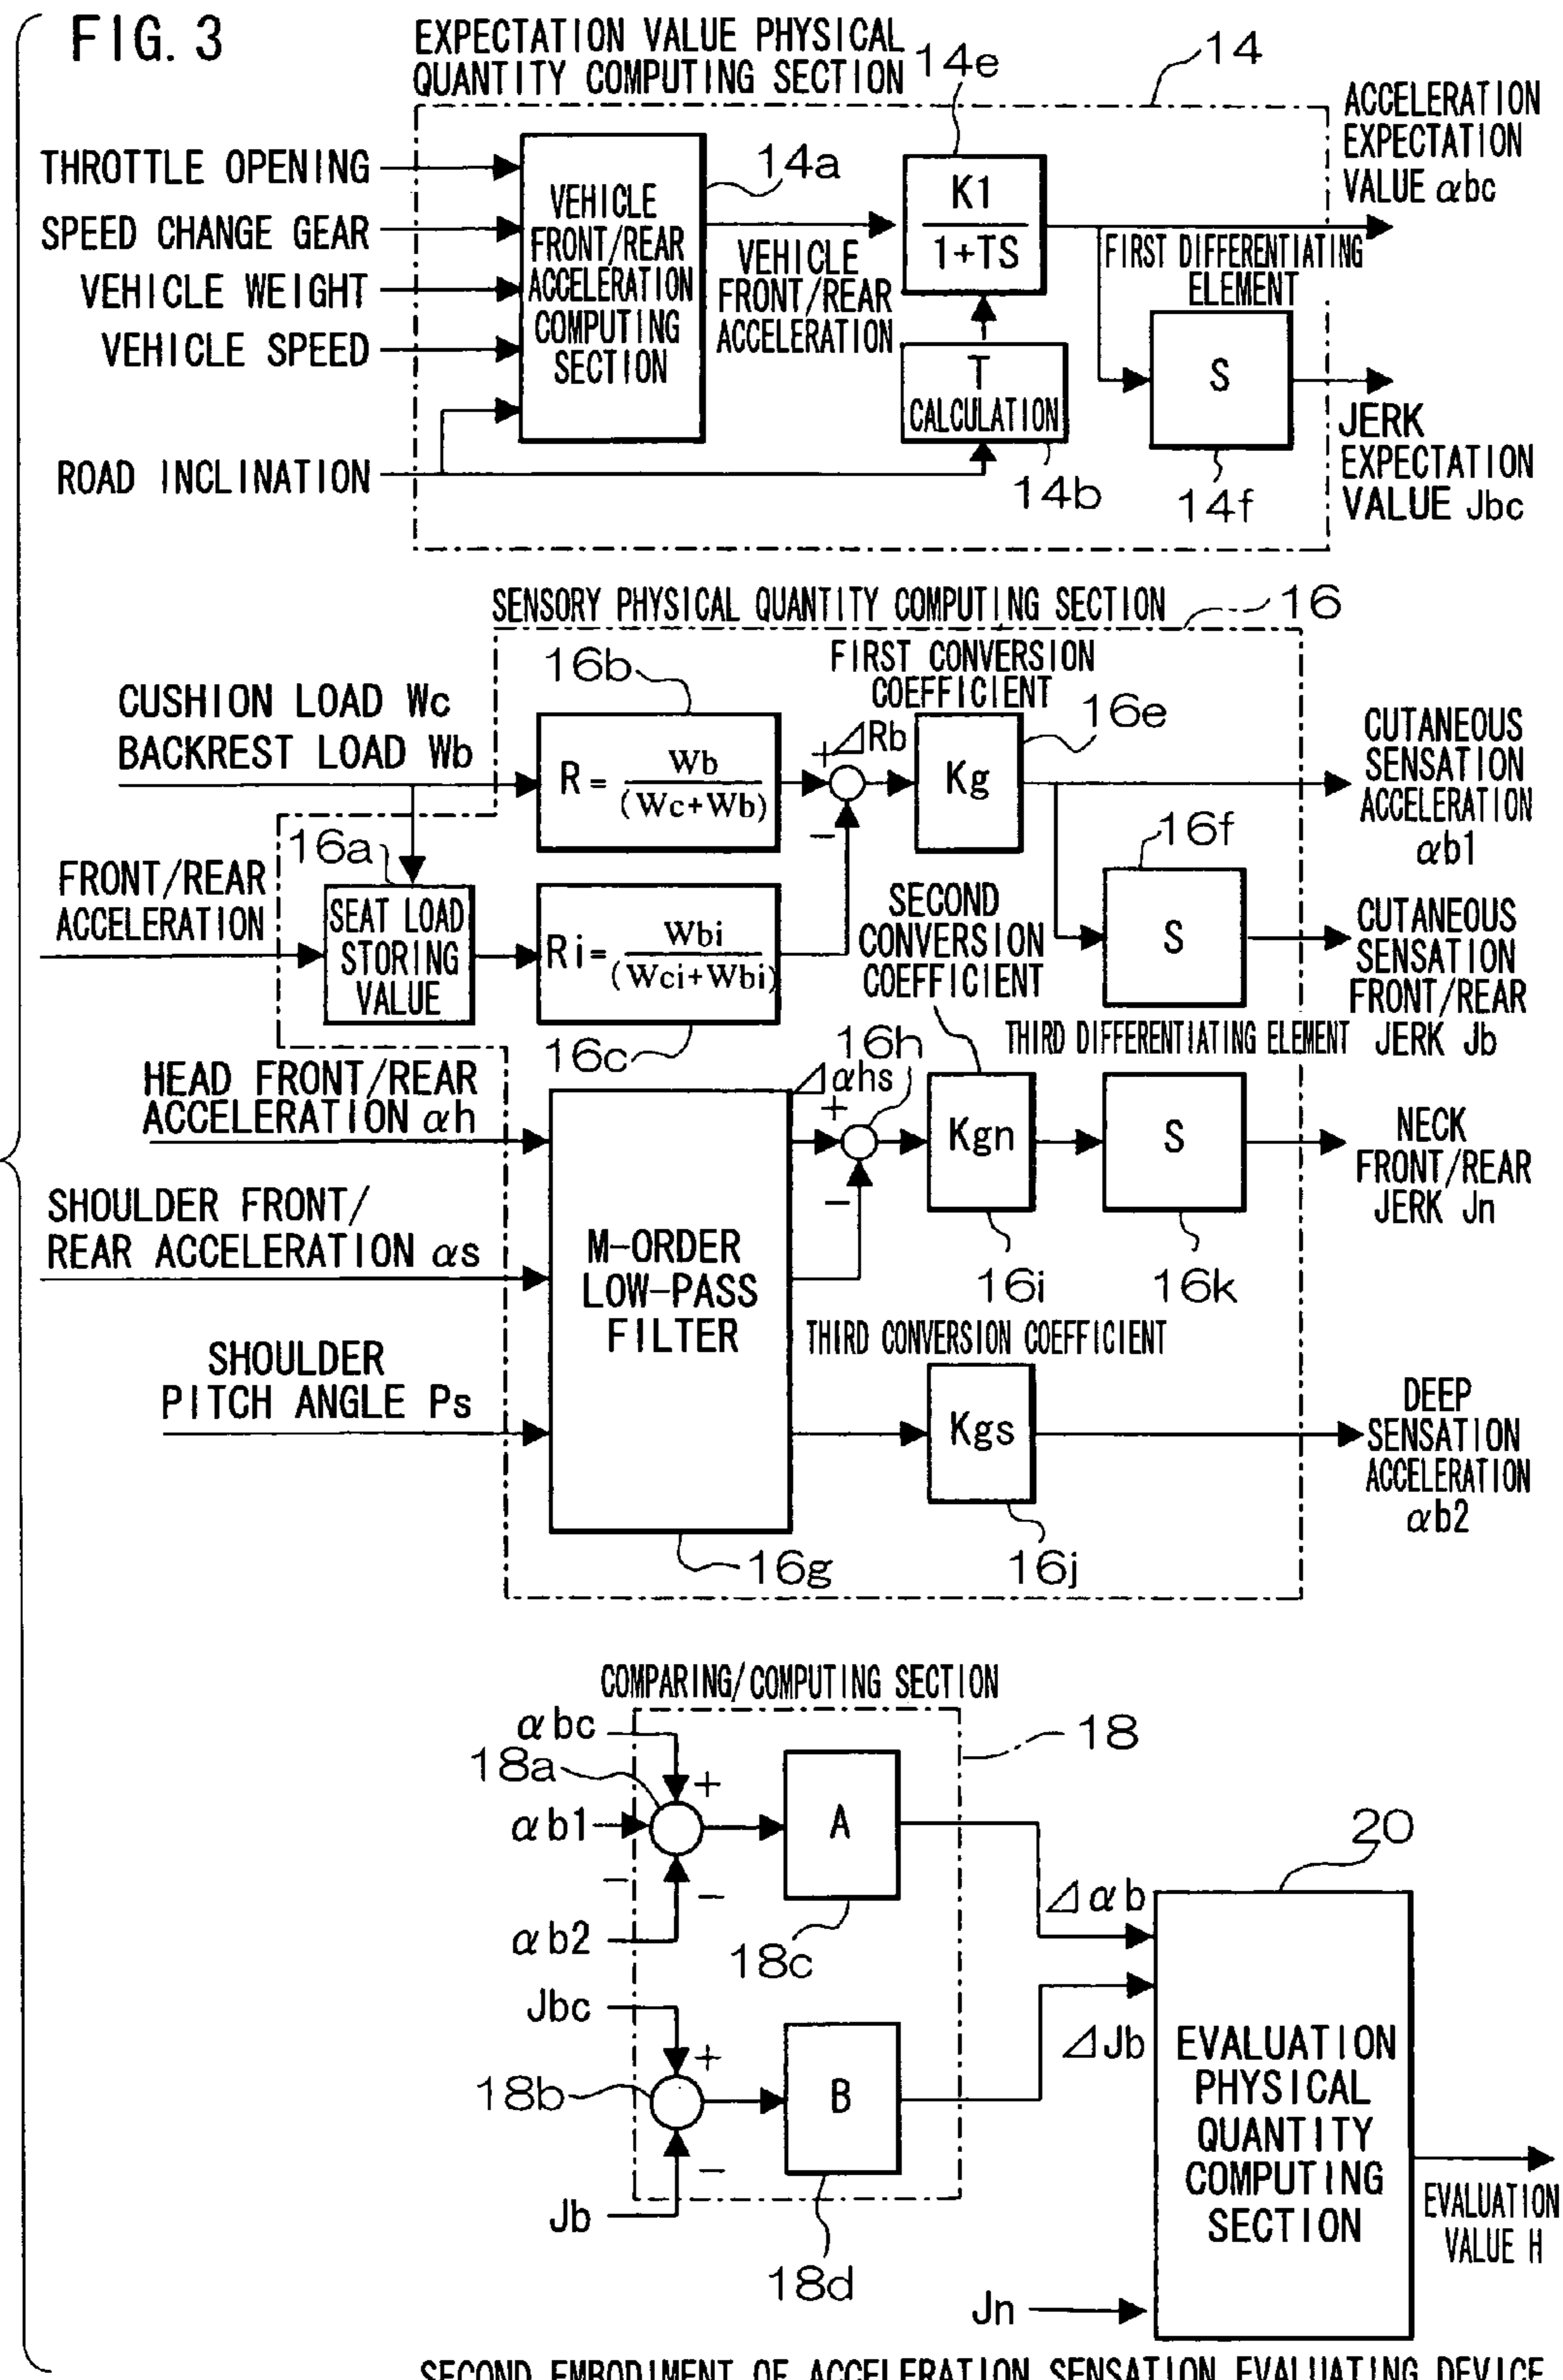 FIG. 3
EXPECTATION VALUE PHYSICAL
QUANTITY COMPUTING SECTION
14e
14
ACCELERATION
EXPECTATION
VALUE αbc
THROTTLE OPENING
SPEED CHANGE GEAR
VEHICLE WEIGHT
VEHICLE SPEED
ROAD INCLINATION
VEHICLE
FRONT/REAR
ACCELERATION
COMPUTING
SECTION
14a
VEHICLE
FRONT/REAR
ACCELERATION
K1
1+TS
T
CALCULATION
14b
FIRST DIFFERENTIATING
ELEMENT
S
14f
JERK
EXPECTATION
VALUE Jbc
SENSORY PHYSICAL QUANTITY COMPUTING SECTION
16
CUSHION LOAD Wc
BACKREST LOAD Wb
16b
R= Wb
(Wc+Wb)
+
⊿Rb
−
FIRST CONVERSION
COEFFICIENT
16e
Kg
CUTANEOUS
SENSATION
ACCELERATION
αb1
FRONT/REAR
ACCELERATION
16a
SEAT LOAD
STORING
VALUE
Ri= Wbi
(Wci+Wbi)
16c
16f
S
CUTANEOUS
SENSATION
FRONT/REAR
JERK Jb
SECOND
CONVERSION
COEFFICIENT
THIRD DIFFERENTIATING ELEMENT
HEAD FRONT/REAR
ACCELERATION αh
SHOULDER FRONT/
REAR ACCELERATION αs
SHOULDER
PITCH ANGLE Ps
M-ORDER
LOW-PASS
FILTER
16g
16h
⊿αhs
+
−
Kgn
16i
S
16k
NECK
FRONT/REAR
JERK Jn
THIRD CONVERSION COEFFICIENT
Kgs
16j
DEEP
SENSATION
ACCELERATION
αb2
COMPARING/COMPUTING SECTION
18
αbc
18a
+
αb1
−
−
αb2
A
18c
Jbc
+
18b
−
Jb
B
18d
⊿αb
⊿Jb
Jn
20
EVALUATION
PHYSICAL
QUANTITY
COMPUTING
SECTION
EVALUATION
VALUE H
SECOND EMBODIMENT OF ACCELERATION SENSATION EVALUATING DEVICE